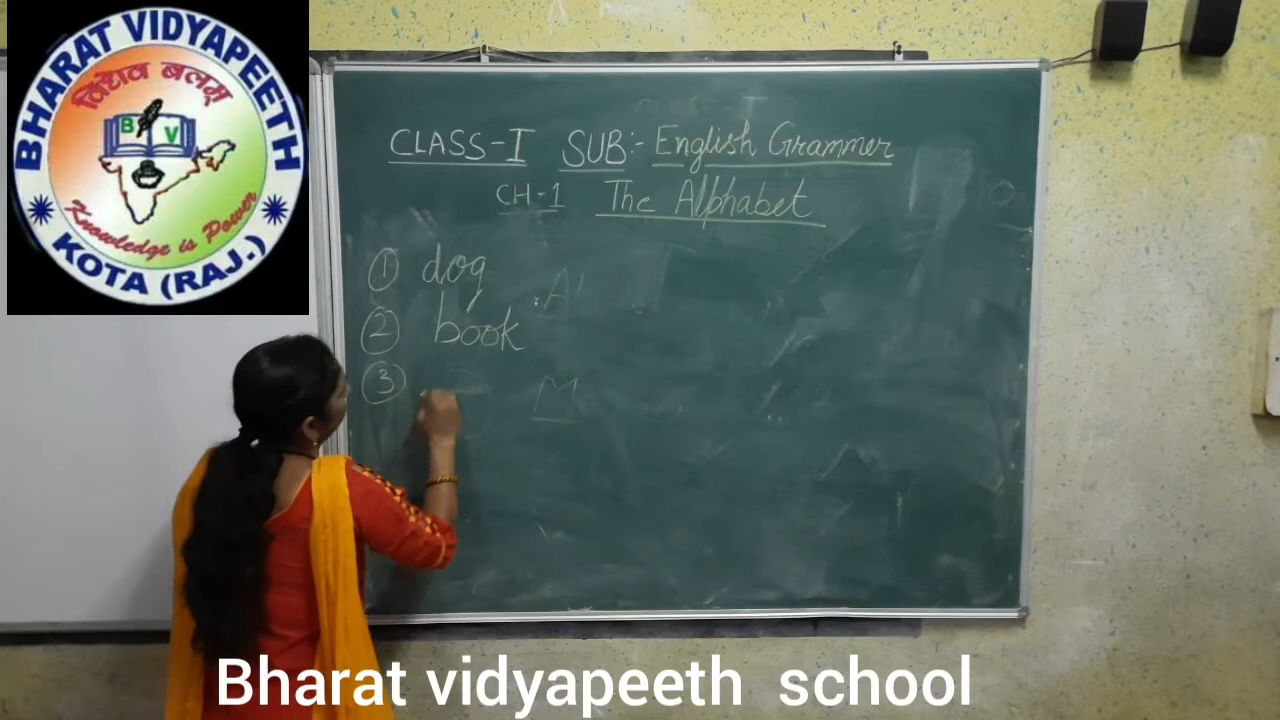 BHARAT VIDYAPEETH
विद्यैव बलम्
B V
Knowledge is Power
KOTA (RAJ.)
CLASS-I SUB:- English Grammer
CH-1 The Alphabet
① dog
② book
③
M
Bharat vidyapeeth school